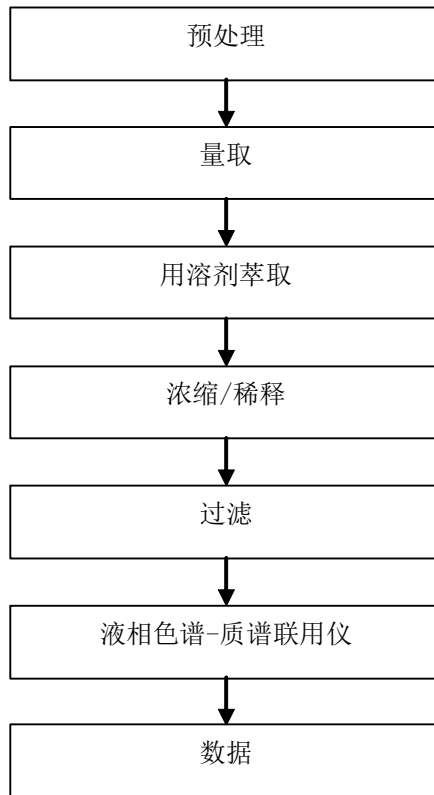 预处理
量取
用溶剂萃取
浓缩/稀释
过滤
液相色谱-质谱联用仪
数据